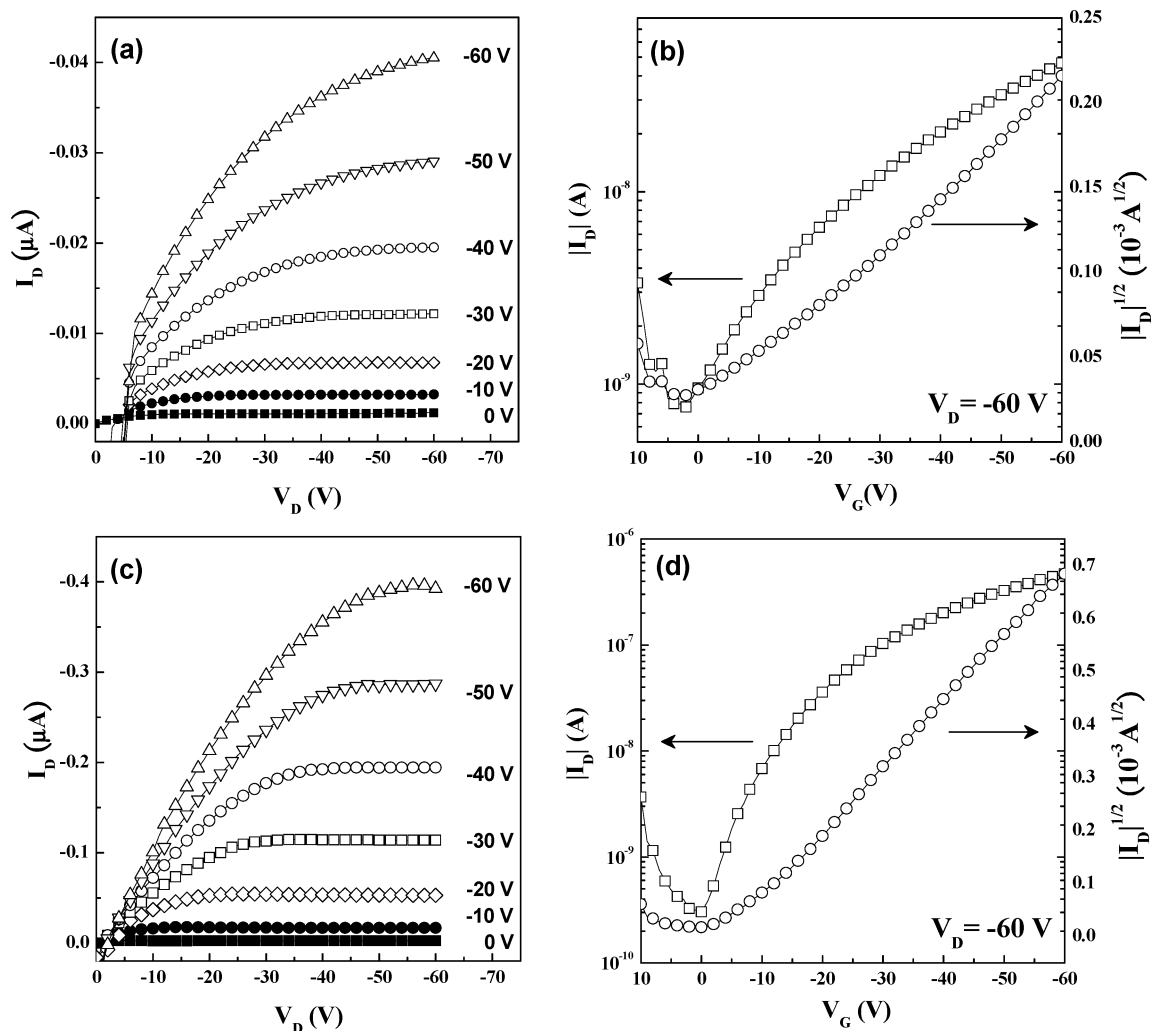 (a)
-0.04
-0.03
-0.02
-0.01
0.00
I_D (µA)
-60 V
-50 V
-40 V
-30 V
-20 V
-10 V
0 V
0 -10 -20 -30 -40 -50 -60 -70
V_D (V)
(b)
10^-8
10^-9
|I_D| (A)
0.25
0.20
0.15
0.10
0.05
0.00
|I_D|^1/2 (10^-3 A^1/2)
V_D = -60 V
10 0 -10 -20 -30 -40 -50 -60
V_G (V)
(c)
-0.4
-0.3
-0.2
-0.1
0.0
I_D (µA)
-60 V
-50 V
-40 V
-30 V
-20 V
-10 V
0 V
0 -10 -20 -30 -40 -50 -60 -70
V_D (V)
(d)
10^-6
10^-7
10^-8
10^-9
10^-10
|I_D| (A)
0.7
0.6
0.5
0.4
0.3
0.2
0.1
0.0
|I_D|^1/2 (10^-3 A^1/2)
V_D = -60 V
10 0 -10 -20 -30 -40 -50 -60
V_G (V)